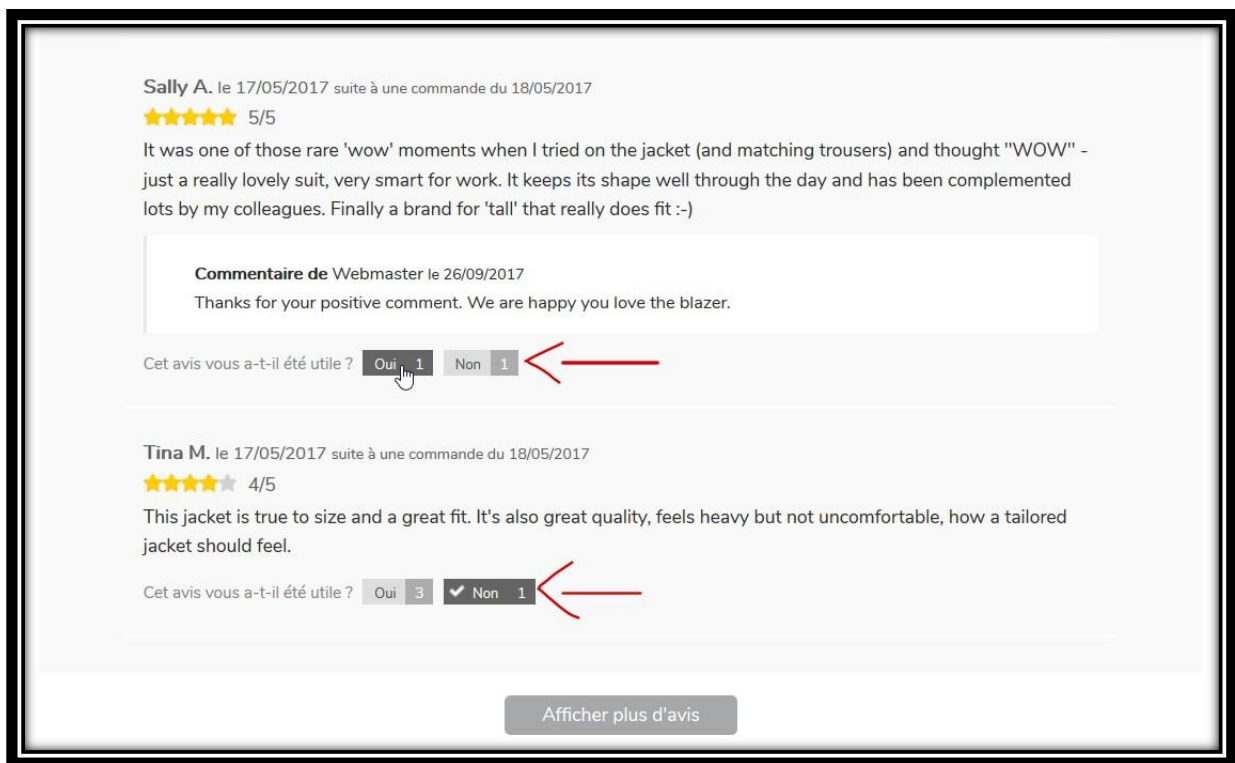 Sally A. le 17/05/2017 suite à une commande du 18/05/2017
5/5
It was one of those rare 'wow' moments when I tried on the jacket (and matching trousers) and thought "WOW" -
just a really lovely suit, very smart for work. It keeps its shape well through the day and has been complemented
lots by my colleagues. Finally a brand for 'tall' that really does fit :-)
Commentaire de Webmaster le 26/09/2017
Thanks for your positive comment. We are happy you love the blazer.
Cet avis vous a-t-il été utile ? Oui 1 Non 1
Tina M. le 17/05/2017 suite à une commande du 18/05/2017
4/5
This jacket is true to size and a great fit. It's also great quality, feels heavy but not uncomfortable, how a tailored
jacket should feel.
Cet avis vous a-t-il été utile ? Oui 3 Non 1
Afficher plus d'avis